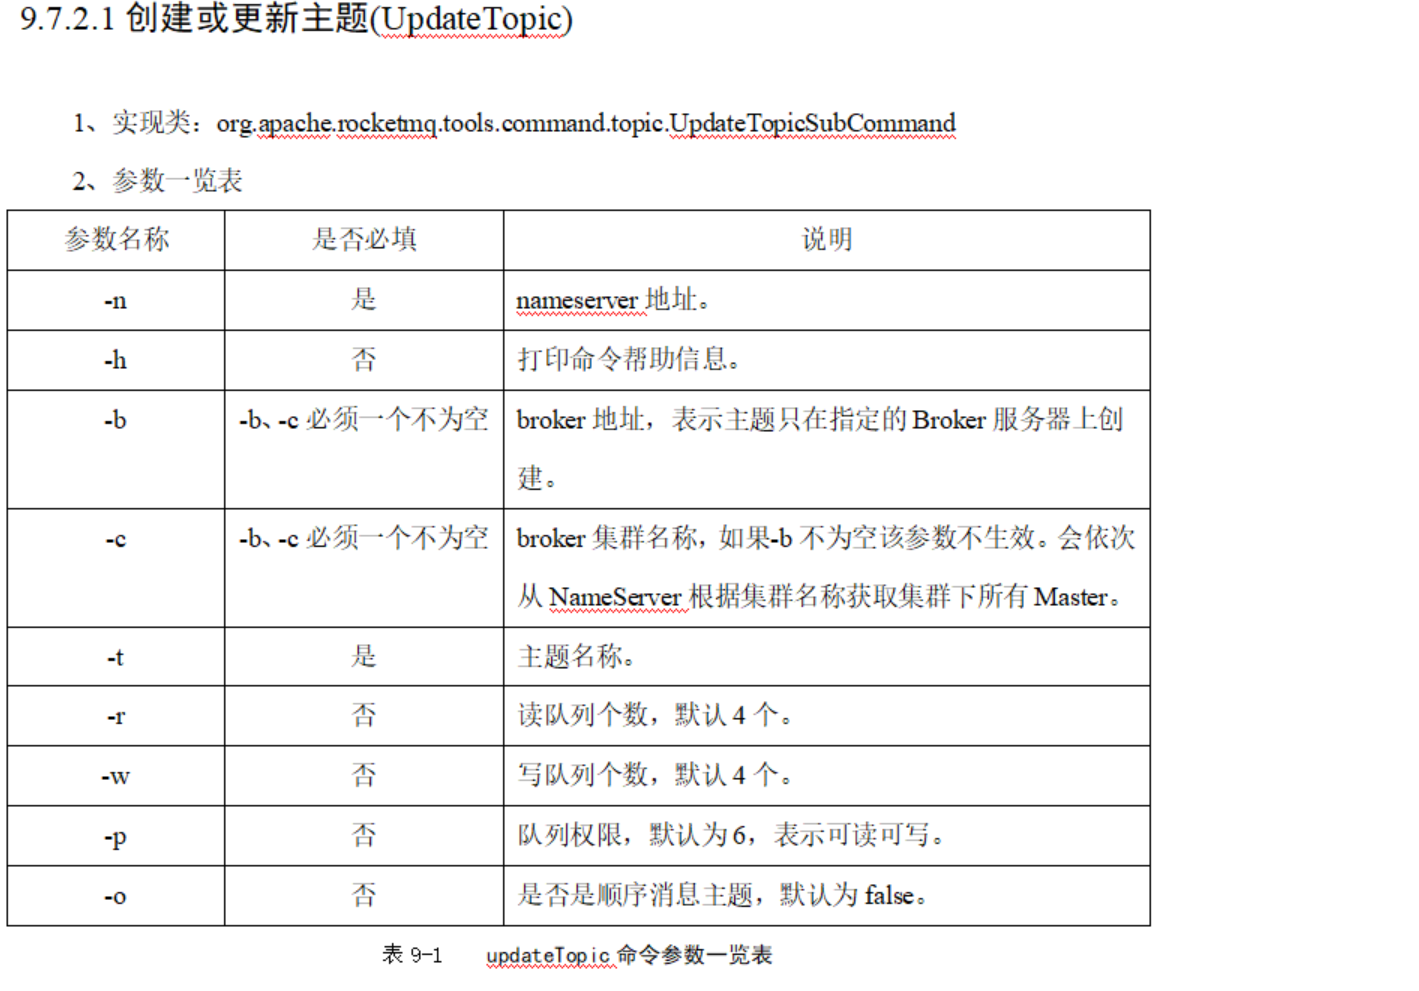 9.7.2.1 创建或更新主题(UpdateTopic)
1、实现类：org.apache.rocketmq.tools.command.topic.UpdateTopicSubCommand
2、参数一览表
参数名称 是否必填 说明
-n 是 nameserver 地址。
-h 否 打印命令帮助信息。
-b -b、-c 必须一个不为空 broker 地址，表示主题只在指定的 Broker 服务器上创
建。
-c -b、-c 必须一个不为空 broker 集群名称，如果-b 不为空该参数不生效。会依次
从 NameServer 根据集群名称获取集群下所有 Master。
-t 是 主题名称。
-r 否 读队列个数，默认 4 个。
-w 否 写队列个数，默认 4 个。
-p 否 队列权限，默认为 6，表示可读可写。
-o 否 是否是顺序消息主题，默认为 false。
表 9-1 updateTopic 命令参数一览表